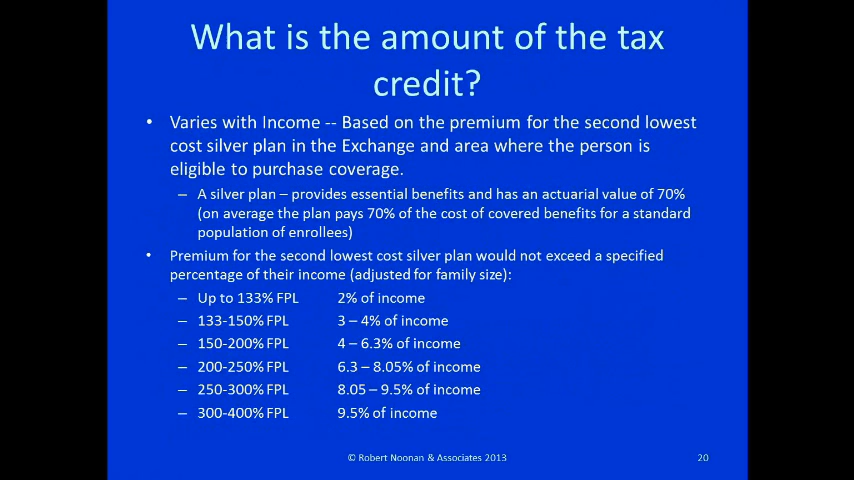 What is the amount of the tax
credit?
• Varies with Income -- Based on the premium for the second lowest
cost silver plan in the Exchange and area where the person is
eligible to purchase coverage.
– A silver plan – provides essential benefits and has an actuarial value of 70%
(on average the plan pays 70% of the cost of covered benefits for a standard
population of enrollees)
• Premium for the second lowest cost silver plan would not exceed a specified
percentage of their income (adjusted for family size):
– Up to 133% FPL 2% of income
– 133-150% FPL 3 – 4% of income
– 150-200% FPL 4 – 6.3% of income
– 200-250% FPL 6.3 – 8.05% of income
– 250-300% FPL 8.05 – 9.5% of income
– 300-400% FPL 9.5% of income
© Robert Noonan & Associates 2013 20